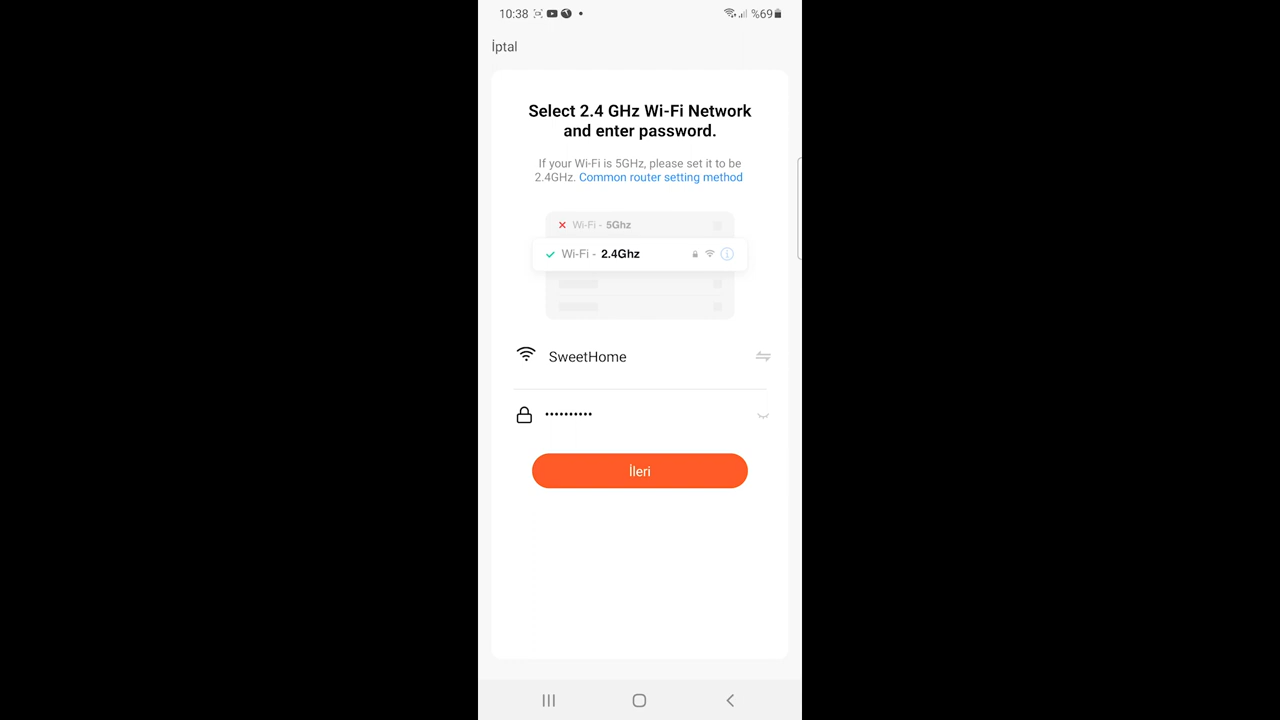 10:38 %69
İptal
Select 2.4 GHz Wi-Fi Network
and enter password.
If your Wi-Fi is 5GHz, please set it to be
2.4GHz. Common router setting method
Wi-Fi - 5Ghz
Wi-Fi - 2.4Ghz
SweetHome
••••••••••
İleri